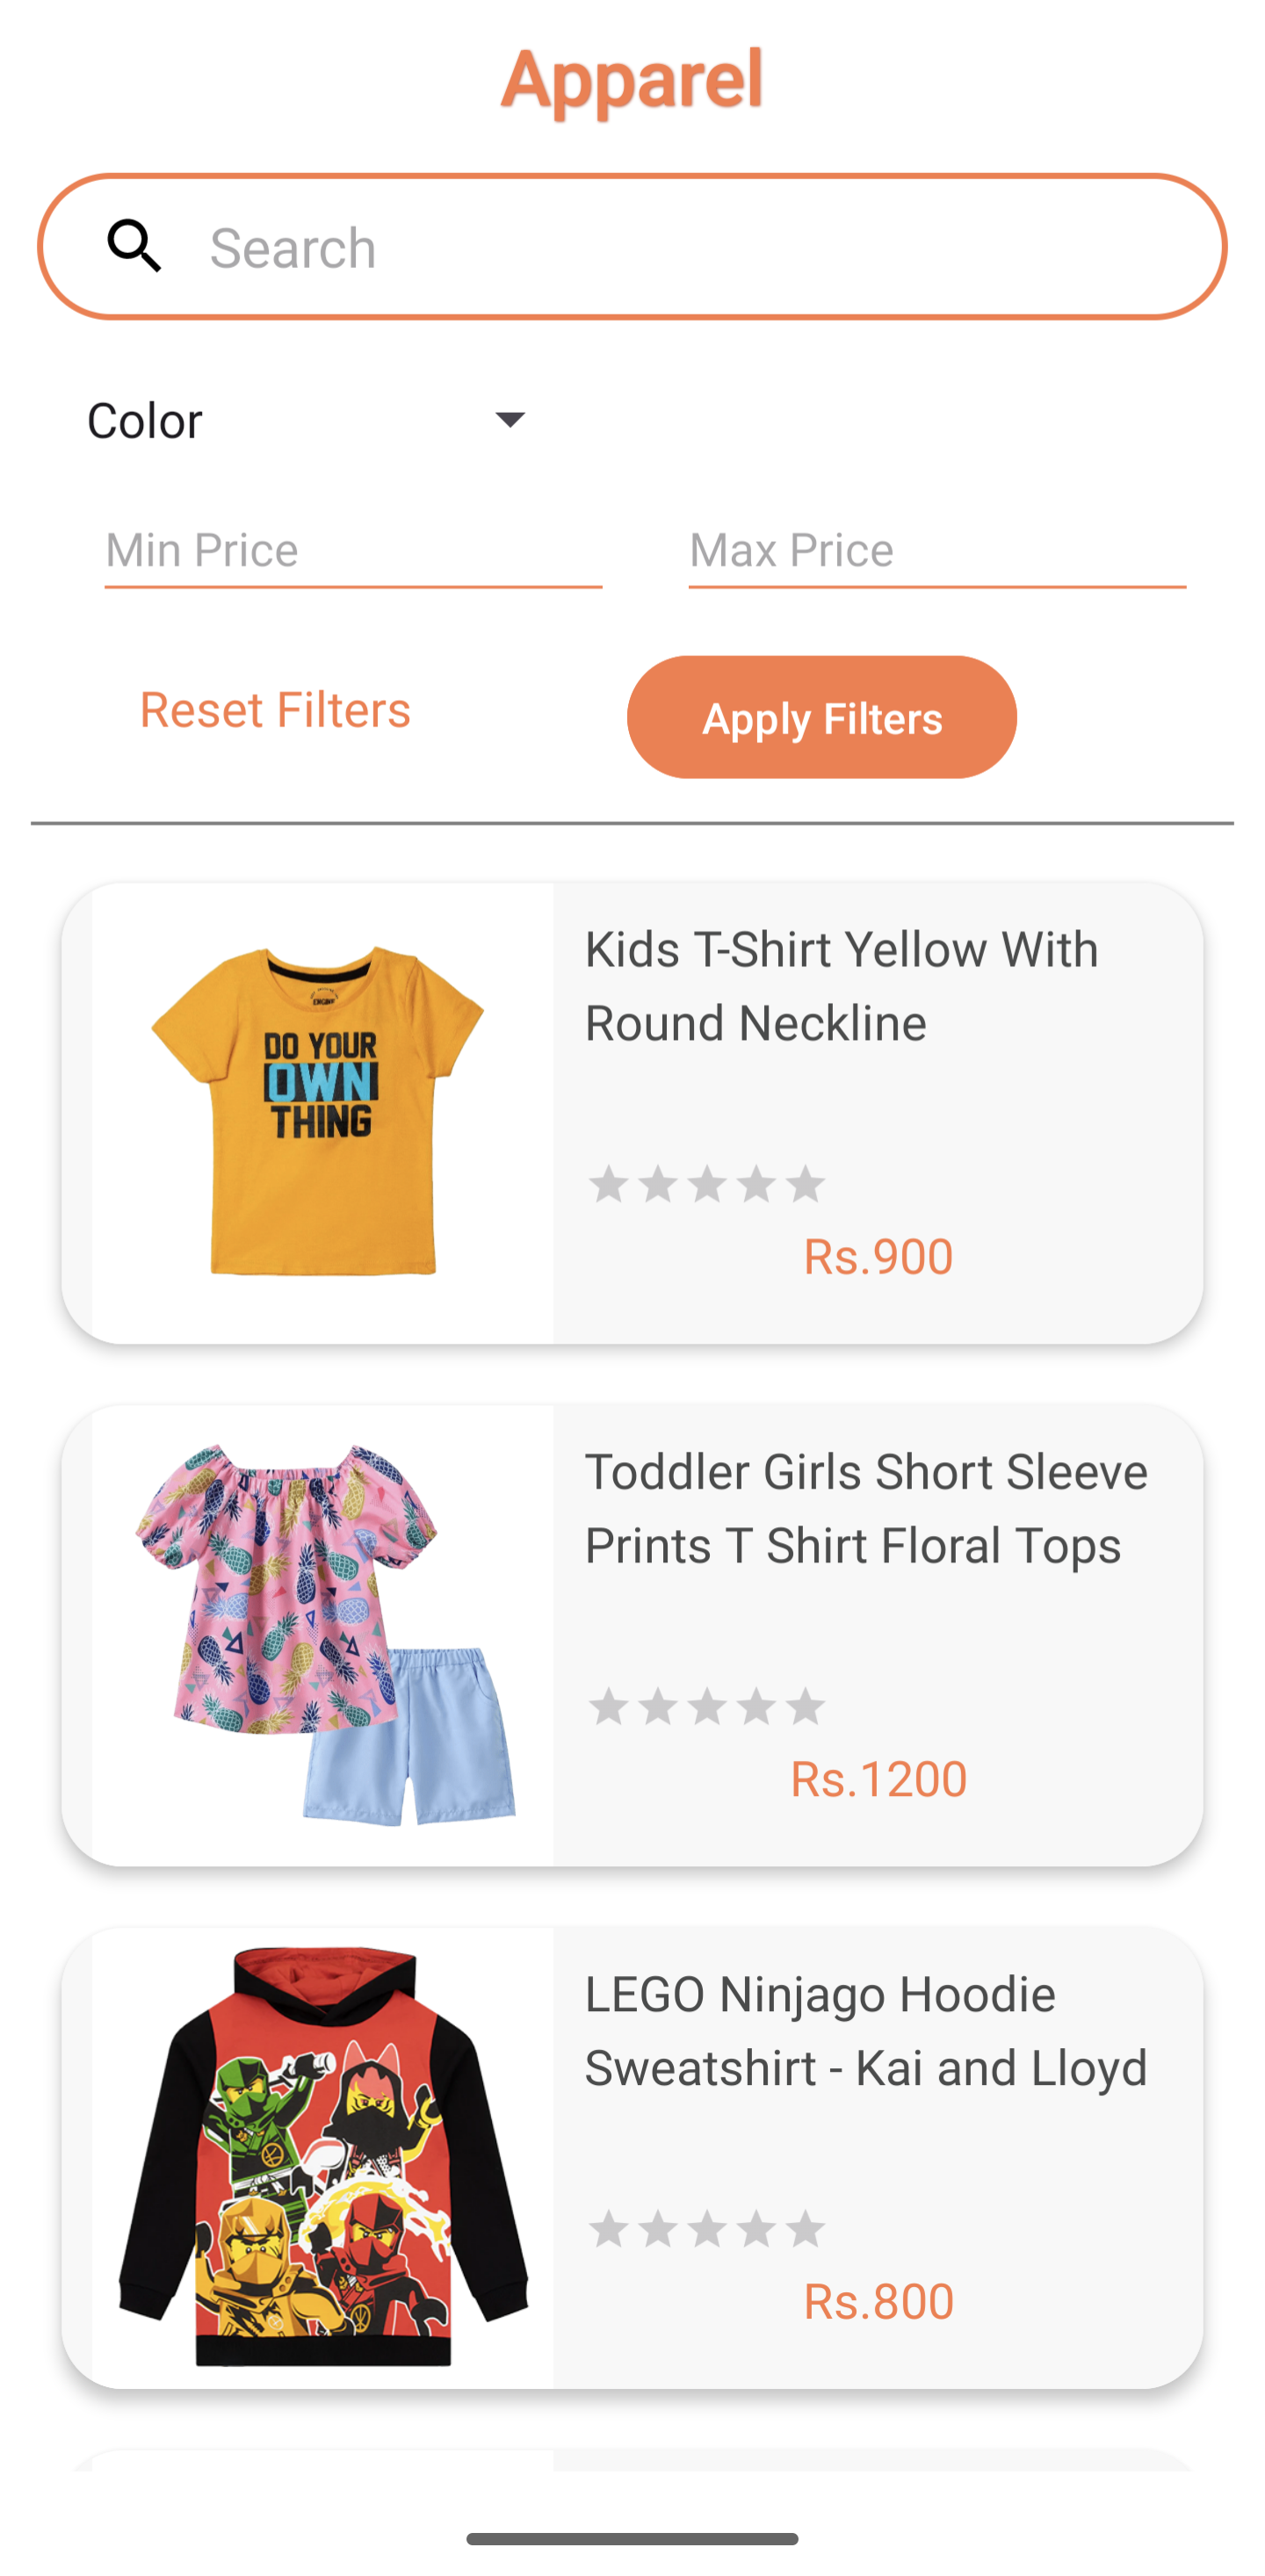 Apparel
Search
Color
Min Price
Max Price
Reset Filters
Apply Filters
Kids T-Shirt Yellow With
Round Neckline
DO YOUR
OWN
THING
Rs.900
Toddler Girls Short Sleeve
Prints T Shirt Floral Tops
Rs.1200
LEGO Ninjago Hoodie
Sweatshirt - Kai and Lloyd
Rs.800